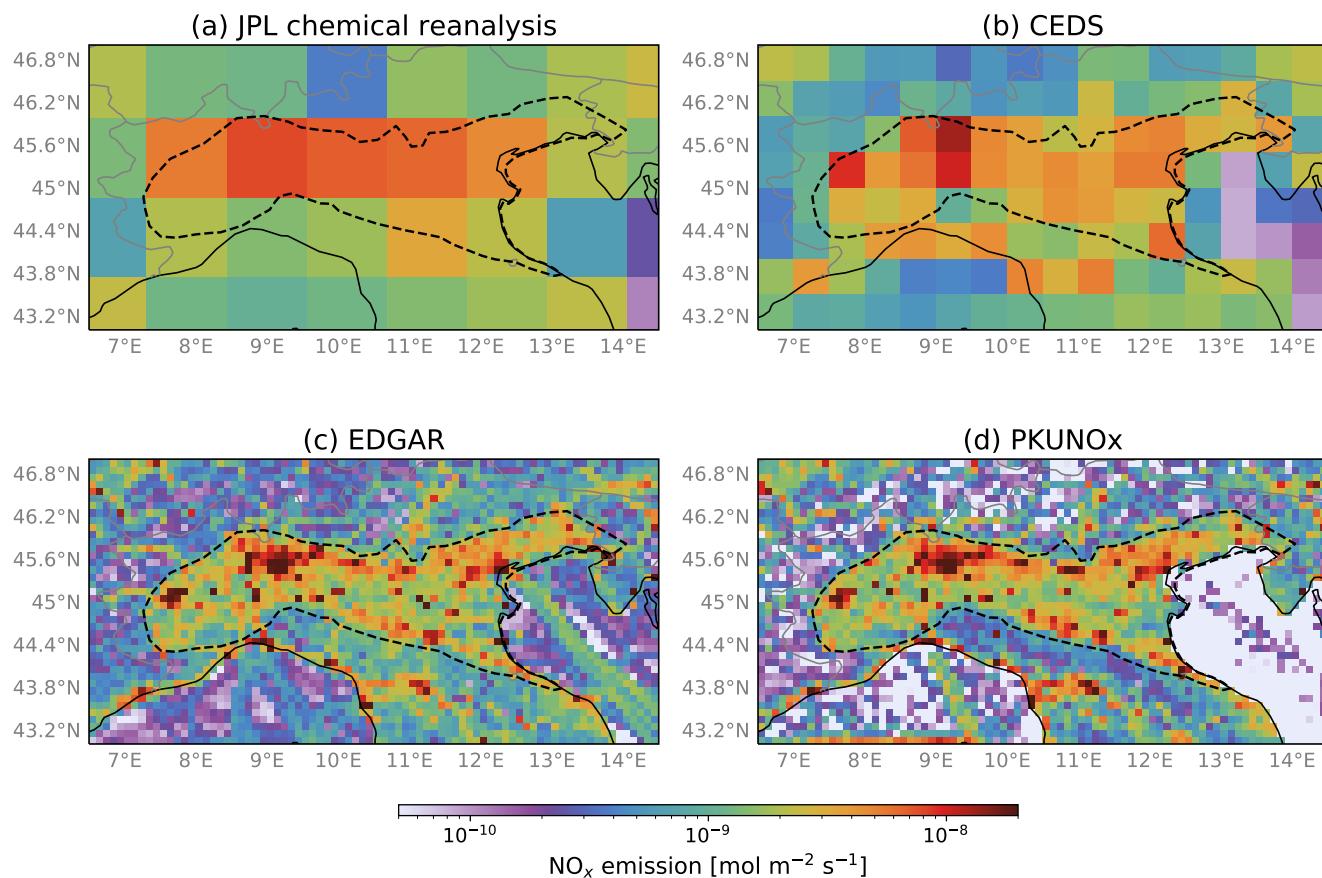 (a) JPL chemical reanalysis
(b) CEDS
46.8°N
46.2°N
45.6°N
45°N
44.4°N
43.8°N
43.2°N
7°E 8°E 9°E 10°E 11°E 12°E 13°E 14°E
46.8°N
46.2°N
45.6°N
45°N
44.4°N
43.8°N
43.2°N
7°E 8°E 9°E 10°E 11°E 12°E 13°E 14°E
(c) EDGAR
(d) PKUNOx
46.8°N
46.2°N
45.6°N
45°N
44.4°N
43.8°N
43.2°N
7°E 8°E 9°E 10°E 11°E 12°E 13°E 14°E
46.8°N
46.2°N
45.6°N
45°N
44.4°N
43.8°N
43.2°N
7°E 8°E 9°E 10°E 11°E 12°E 13°E 14°E
10⁻¹⁰ 10⁻⁹ 10⁻⁸
NOₓ emission [mol m⁻² s⁻¹]